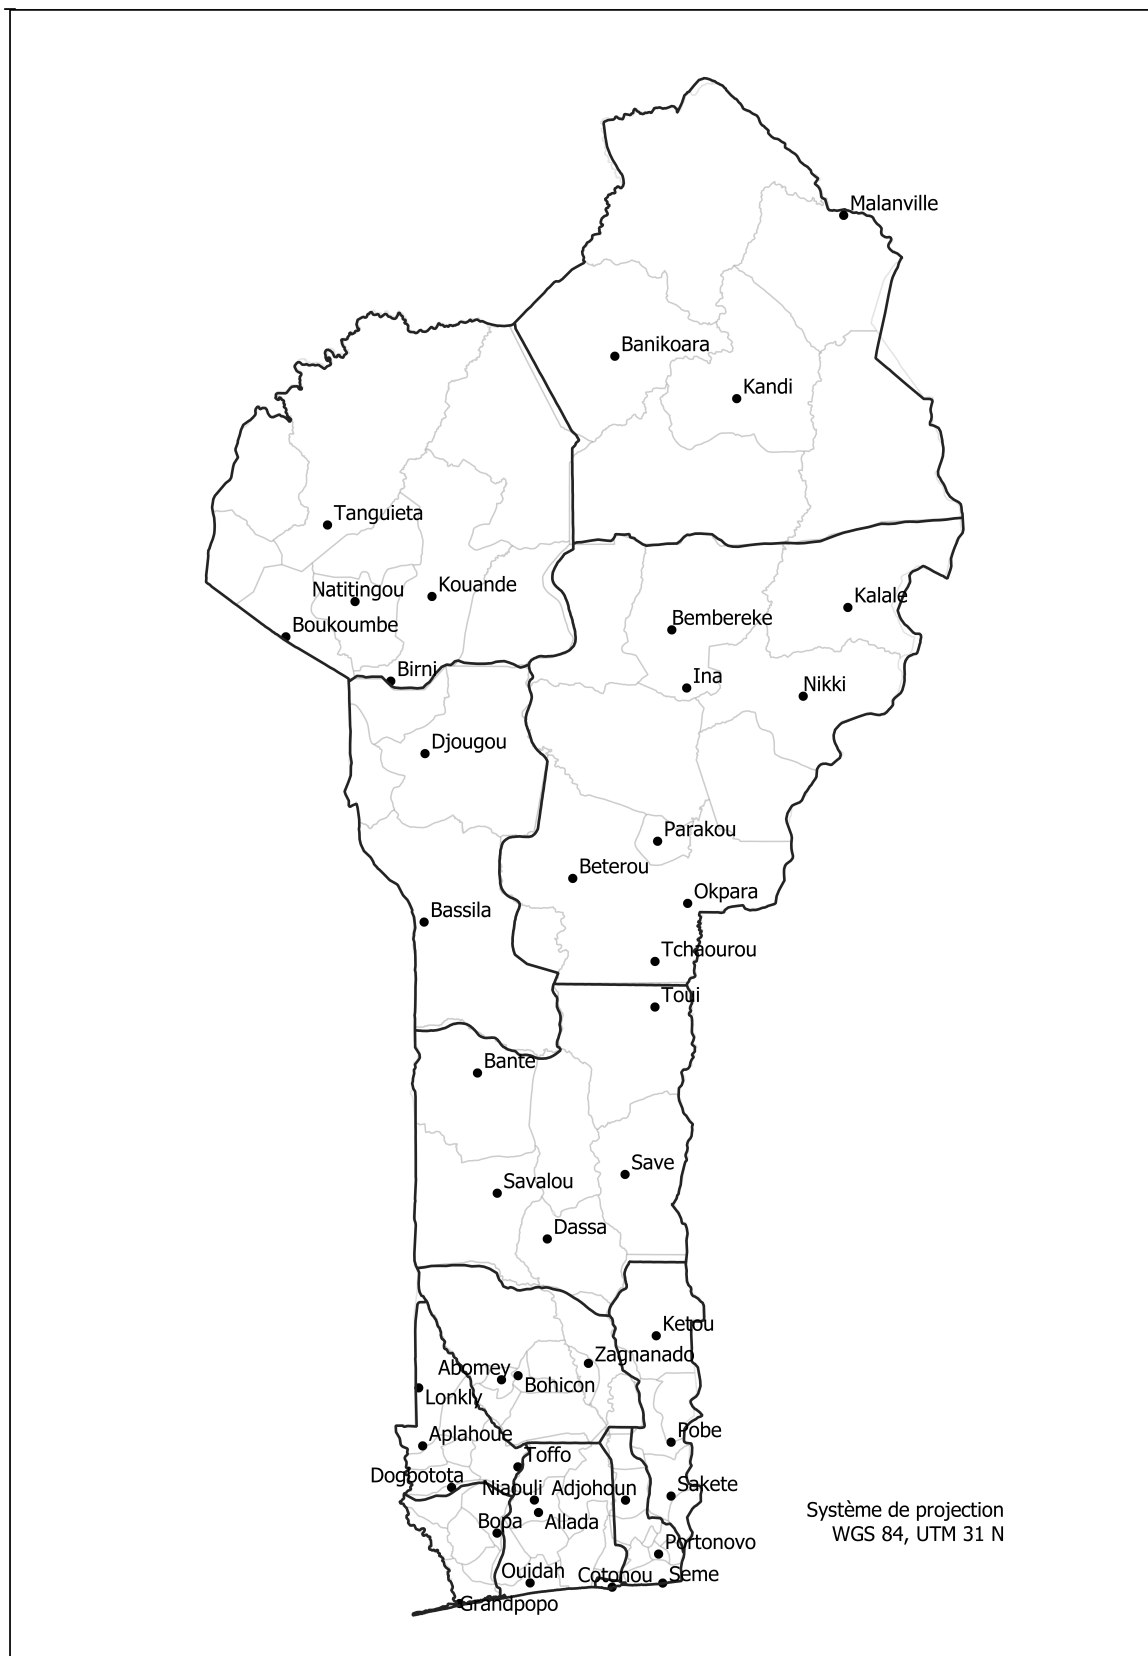 Malanville
Banikoara
Kandi
Tanguieta
Natitingou
Kouande
Kalale
Boukoumbe
Bembereke
Birni
Ina
Nikki
Djougou
Parakou
Beterou
Okpara
Bassila
Tchaourou
Toui
Bante
Save
Savalou
Dassa
Ketou
Zagnanado
Abomey
Bohicon
Lonkly
Aplahoue
Pobe
Toffo
Dogbotota
Niaouli
Adjohoun
Sakete
Bopa
Allada
Système de projection
WGS 84, UTM 31 N
Portonovo
Ouidah
Cotonou
Seme
Grandpopo